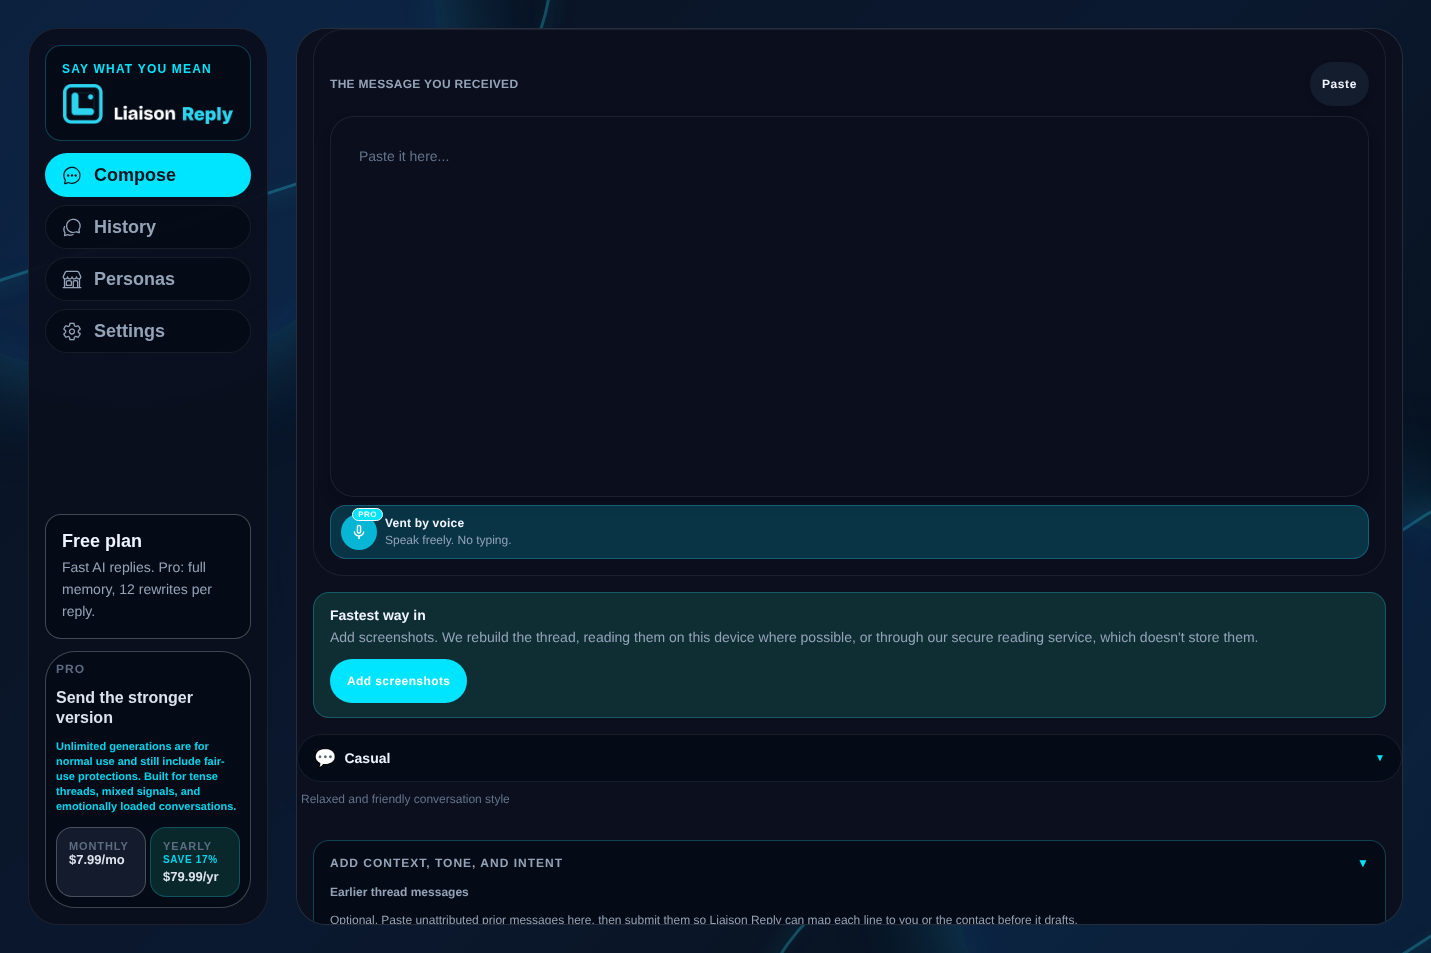 SAY WHAT YOU MEAN
Liaison Reply
Compose
History
Personas
Settings
Free plan
Fast AI replies. Pro: full
memory, 12 rewrites per
reply.
PRO
Send the stronger
version
Unlimited generations are for
normal use and still include fair-
use protections. Built for tense
threads, mixed signals, and
emotionally loaded conversations.
MONTHLY
$7.99/mo
YEARLY
SAVE 17%
$79.99/yr
THE MESSAGE YOU RECEIVED
Paste
Paste it here...
PRO
Vent by voice
Speak freely. No typing.
Fastest way in
Add screenshots. We rebuild the thread, reading them on this device where possible, or through our secure reading service, which doesn't store them.
Add screenshots
Casual
Relaxed and friendly conversation style
ADD CONTEXT, TONE, AND INTENT
Earlier thread messages
Optional. Paste unattributed prior messages here, then submit them so Liaison Reply can map each line to you or the contact before it drafts.